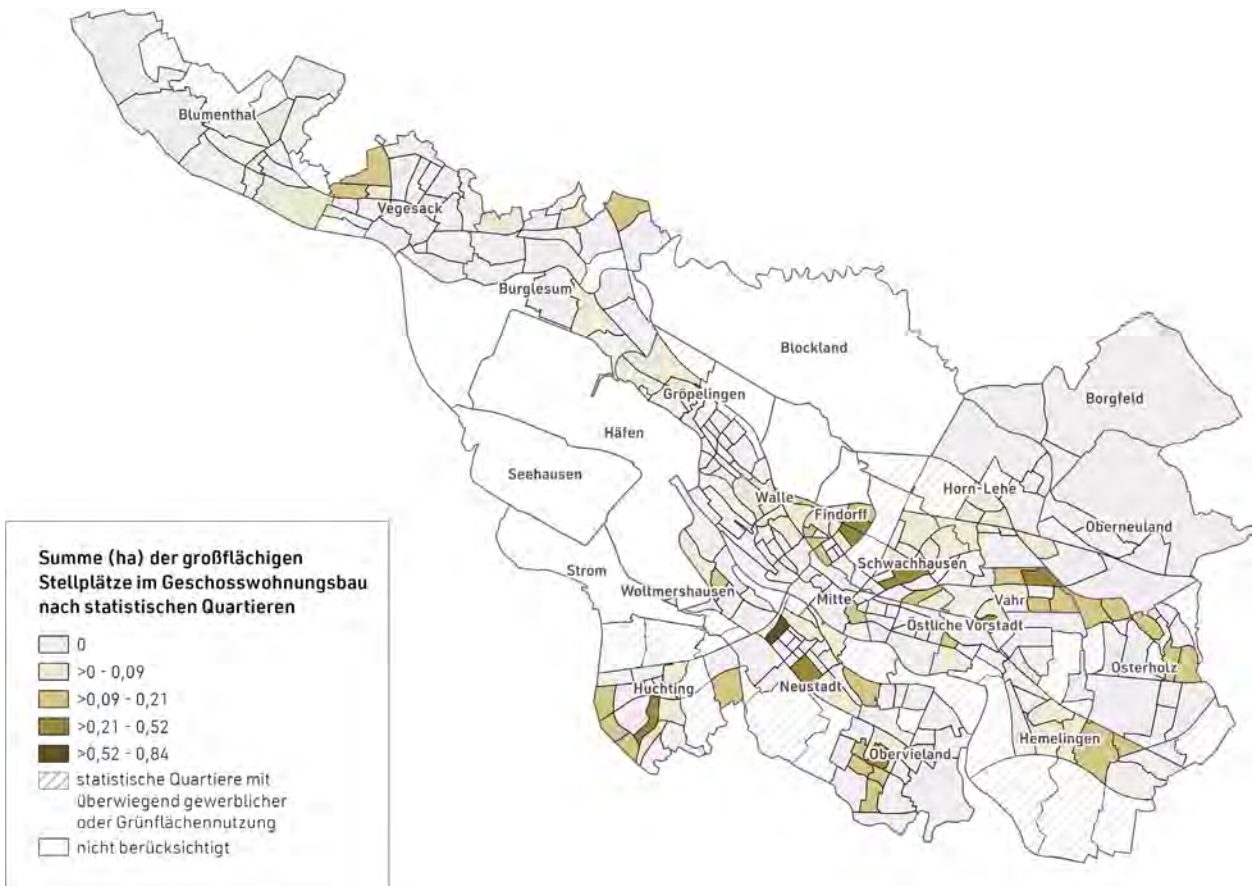 Blumenthal
Vegesack
Burglesum
Blockland
Borgfeld
Gröpelingen
Häfen
Seehausen
Walle
Horn-Lehe
Findorff
Oberneuland
Strom
Schwachhausen
Woltmershausen
Mitte
Vahr
Östliche Vorstadt
Osterholz
Huchting
Neustadt
Hemelingen
Obervieland
Summe (ha) der großflächigen
Stellplätze im Geschosswohnungsbau
nach statistischen Quartieren
0
>0 - 0,09
>0,09 - 0,21
>0,21 - 0,52
>0,52 - 0,84
statistische Quartiere mit
überwiegend gewerblicher
oder Grünflächennutzung
nicht berücksichtigt